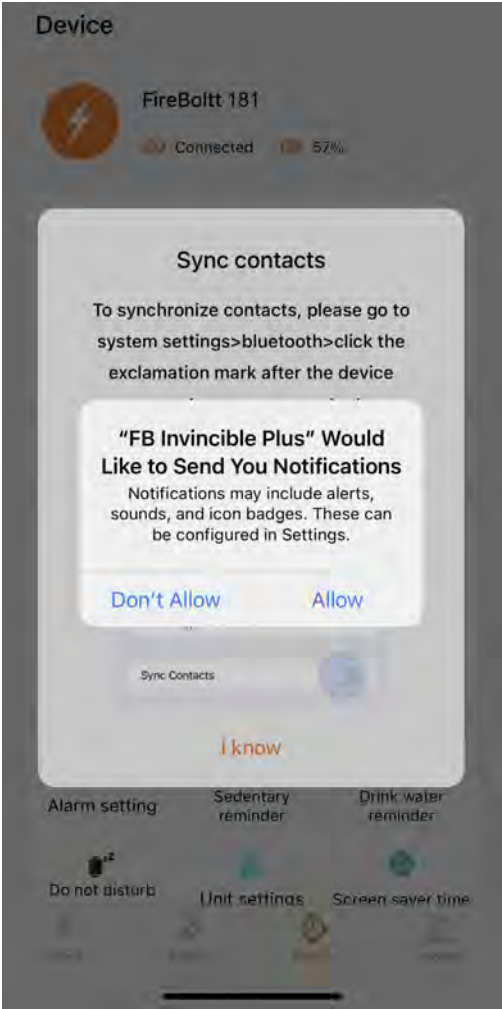 Device
FireBoltt 181
Connected 57%
Sync contacts
To synchronize contacts, please go to
system settings>bluetooth>click the
exclamation mark after the device
“FB Invincible Plus” Would
Like to Send You Notifications
Notifications may include alerts,
sounds, and icon badges. These can
be configured in Settings.
Don’t Allow Allow
Sync Contacts
I know
Alarm setting
Sedentary
reminder
Drink water
reminder
Do not disturb
Unit settings
Screen saver time